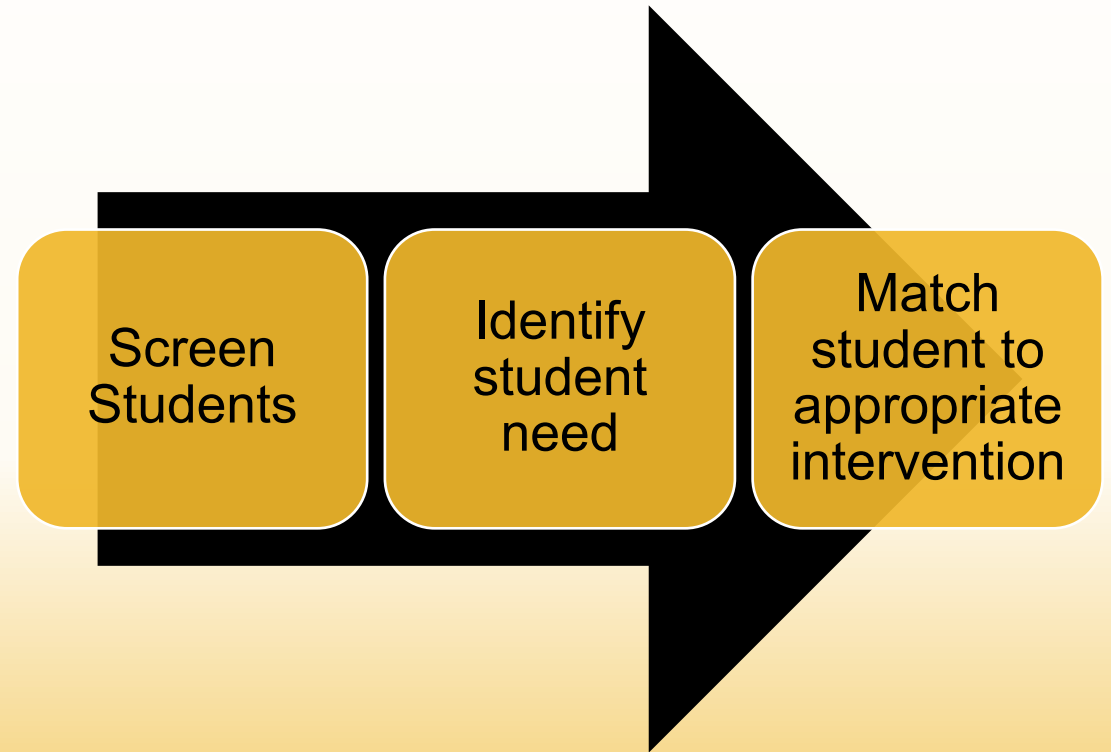 Screen
Students
Identify
student
need
Match
student to
appropriate
intervention